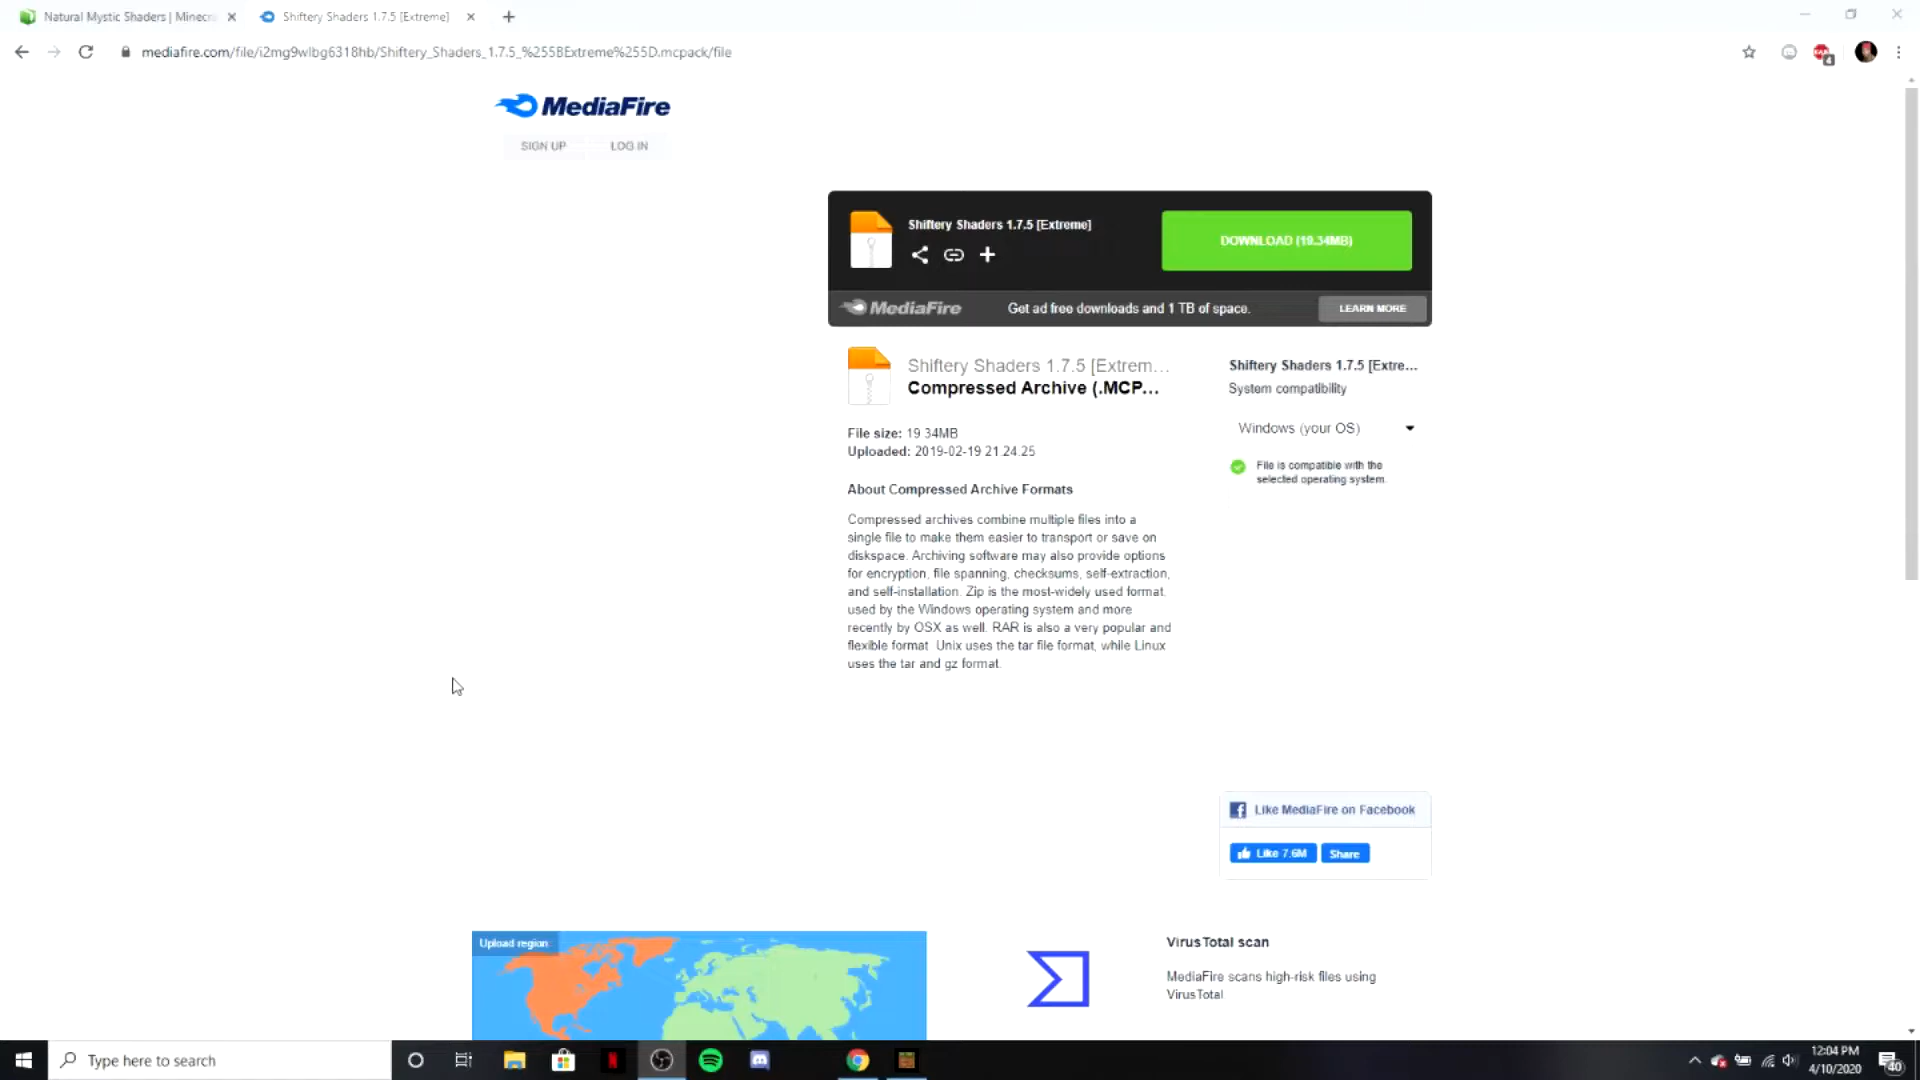 Natural Mystic Shaders | Minecr
Shiftery Shaders 1.7.5 [Extreme]
mediafire.com/file/i2mg9wlbg6318hb/Shiftery_Shaders_1.7.5_%255BExtreme%255D.mcpack/file
4
MediaFire
SIGN UP
LOG IN
Shiftery Shaders 1.7.5 [Extreme]
DOWNLOAD (19.34MB)
MediaFire
Get ad free downloads and 1 TB of space.
LEARN MORE
Shiftery Shaders 1.7.5 [Extrem...
Compressed Archive (.MCP...
File size: 19 34MB
Uploaded: 2019-02-19 21.24.25
About Compressed Archive Formats
Compressed archives combine multiple files into a
single file to make them easier to transport or save on
diskspace. Archiving software may also provide options
for encryption, file spanning, checksums, self-extraction,
and self-installation. Zip is the most-widely used format.
used by the Windows operating system and more
recently by OSX as well. RAR is also a very popular and
flexible format Unix uses the tar file format, while Linux
uses the tar and gz format.
Shiftery Shaders 1.7.5 [Extre...
System compatibility
Windows (your OS)
File is compatible with the
selected operating system.
Like MediaFire on Facebook
Like 7.6M
Share
Upload region
VirusTotal scan
MediaFire scans high-risk files using
VirusTotal
Type here to search
12:04 PM
4/10/2020
40